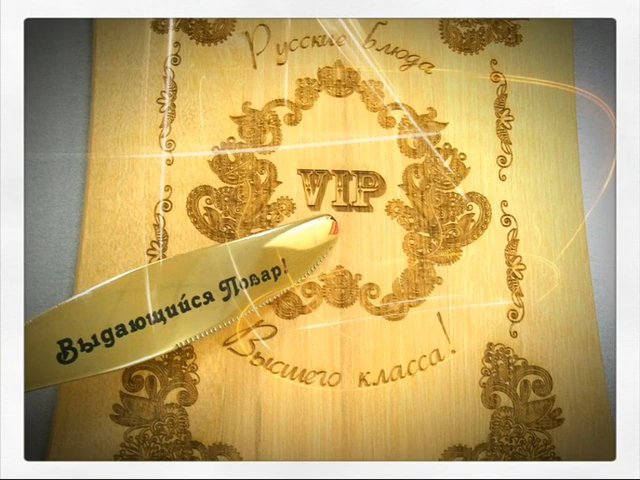 Русские блюда
VIP
Выдающийся Повар!
Высшего класса!